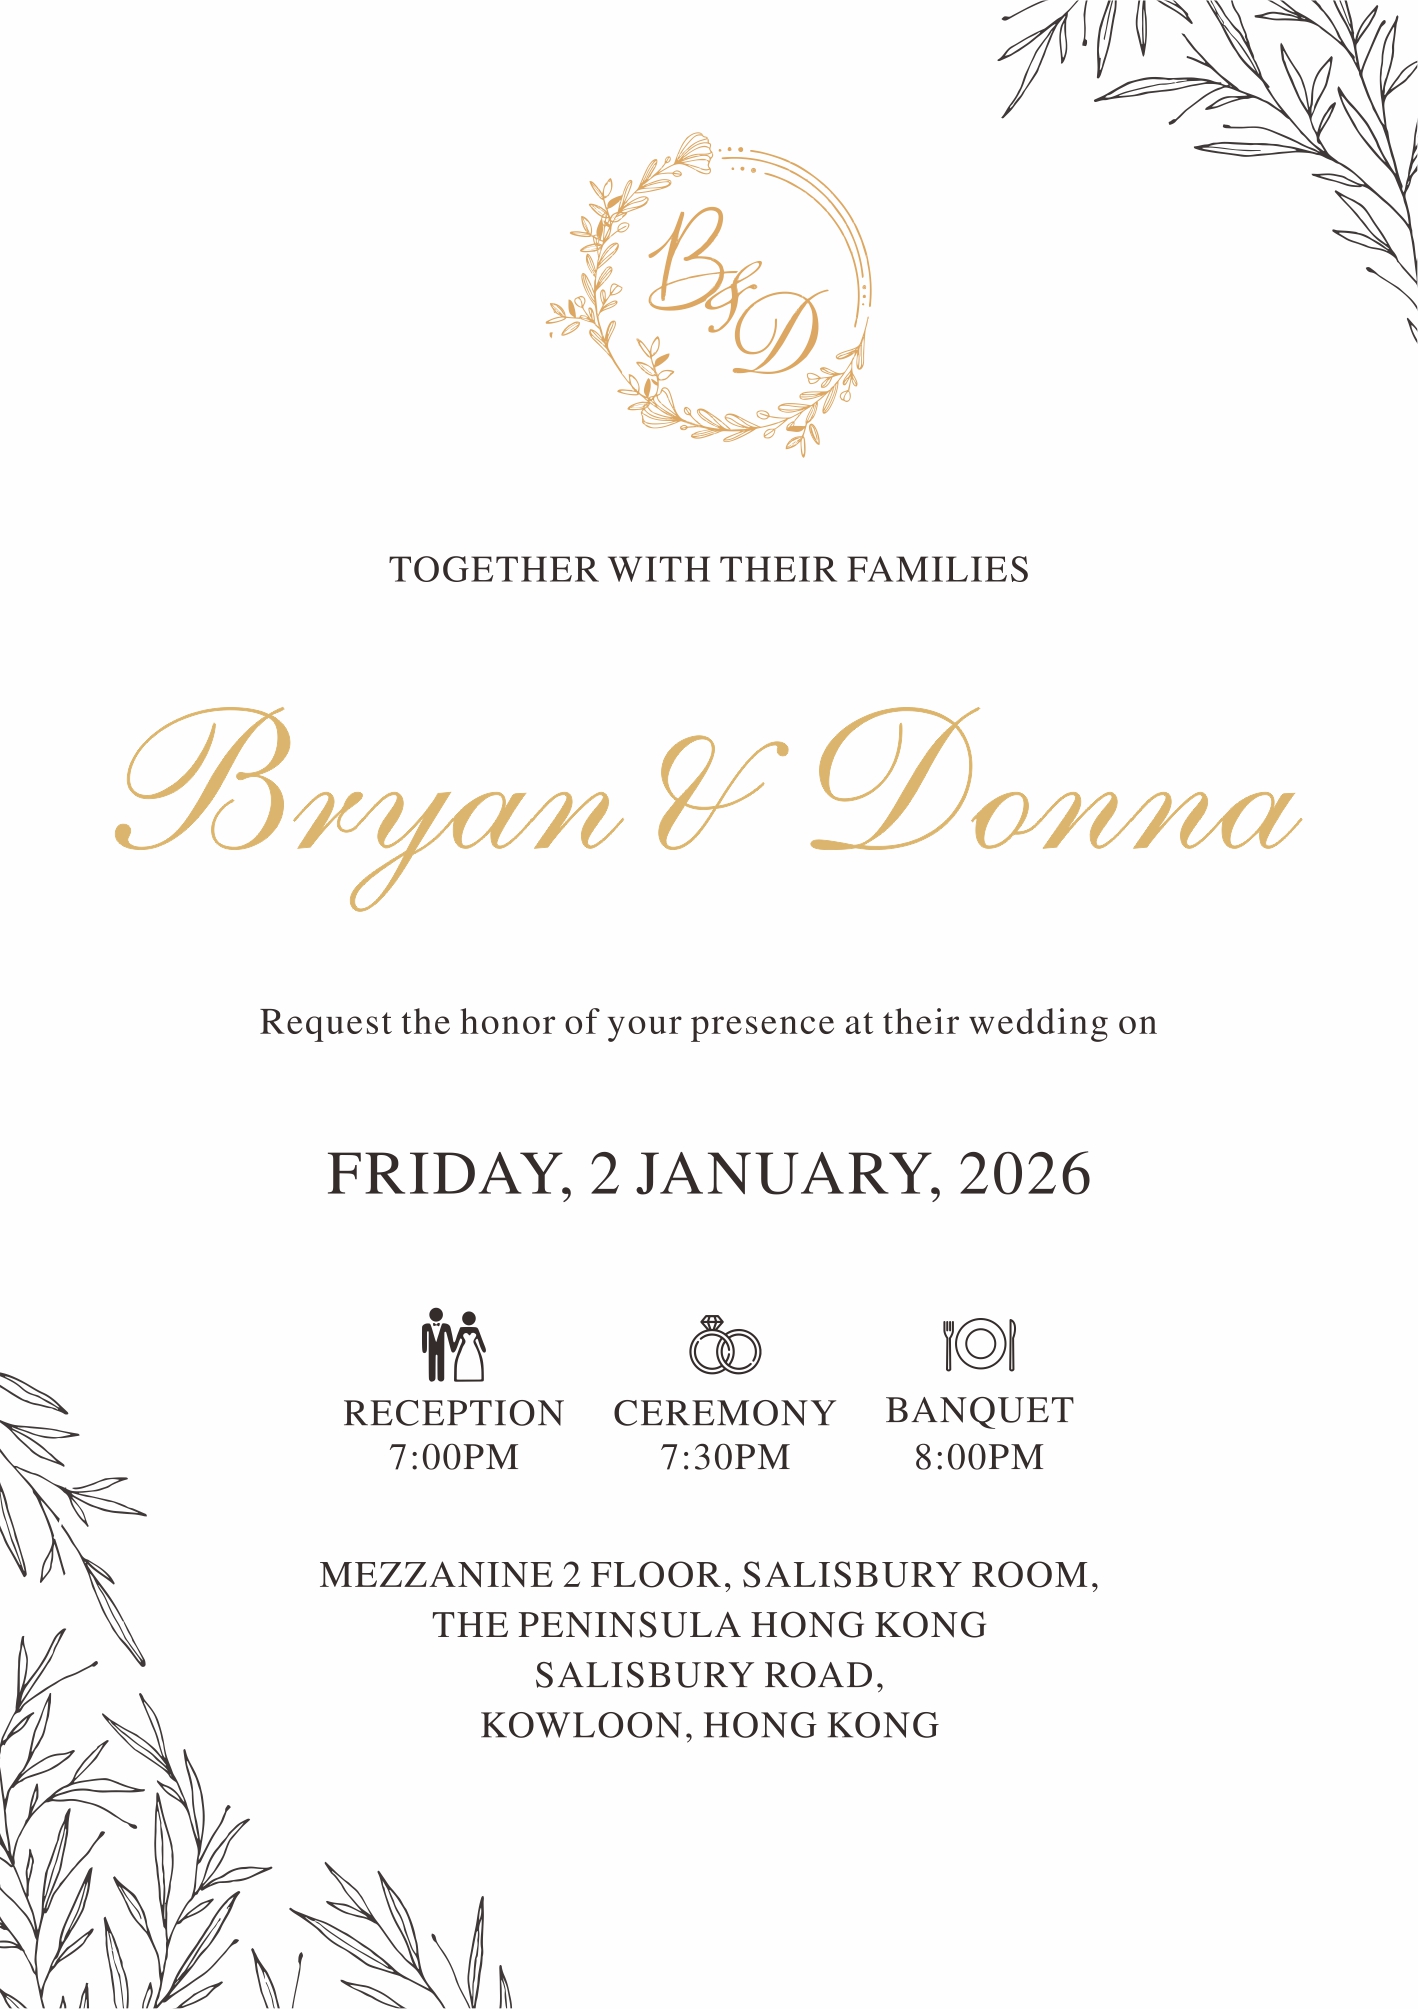 B&D
TOGETHER WITH THEIR FAMILIES
Bryan & Donna
Request the honor of your presence at their wedding on
FRIDAY, 2 JANUARY, 2026
RECEPTION
7:00PM
CEREMONY
7:30PM
BANQUET
8:00PM
MEZZANINE 2 FLOOR, SALISBURY ROOM,
THE PENINSULA HONG KONG
SALISBURY ROAD,
KOWLOON, HONG KONG